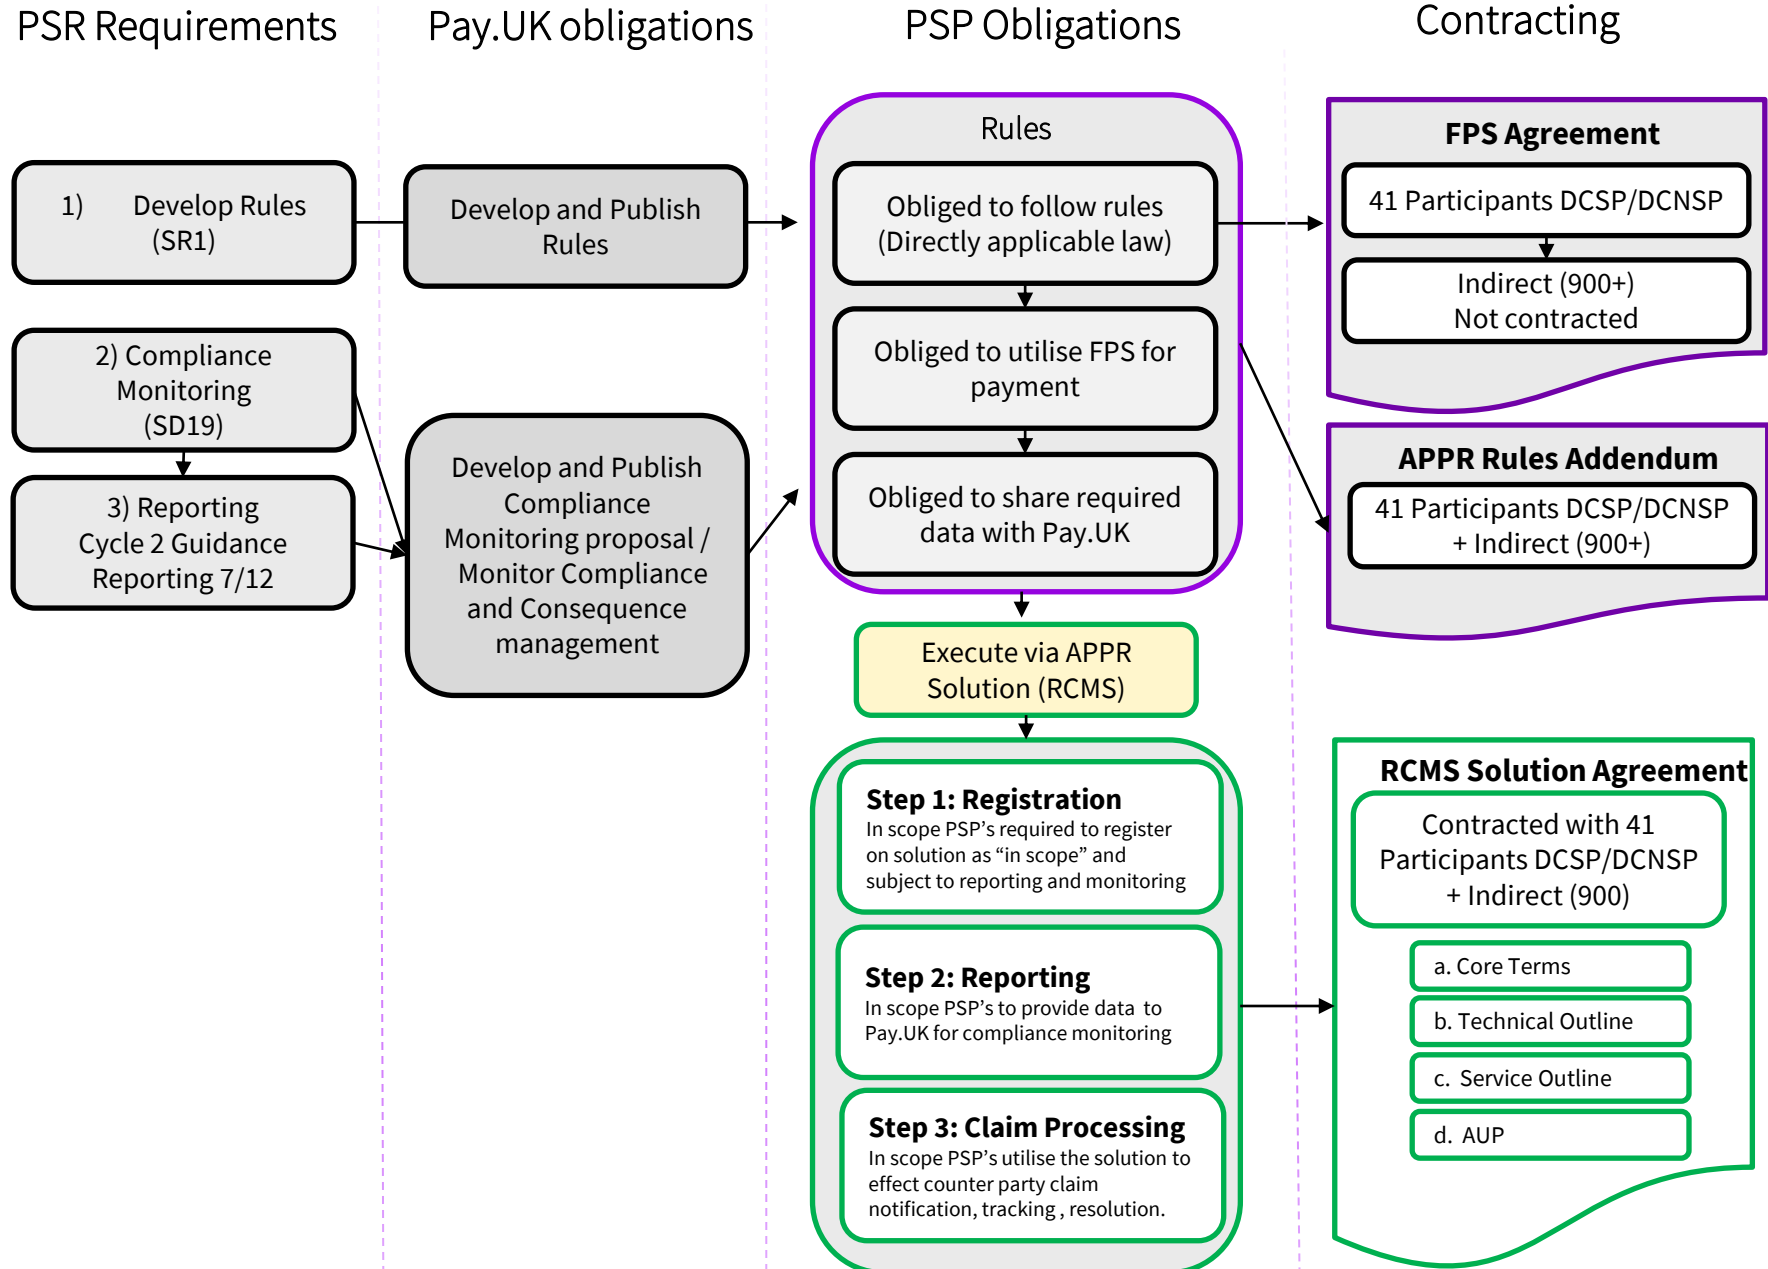 PSR Requirements
Pay.UK obligations
PSP Obligations
Contracting
1) Develop Rules
(SR1)
2) Compliance
Monitoring
(SD19)
3) Reporting
Cycle 2 Guidance
Reporting 7/12
Develop and Publish
Rules
Develop and Publish
Compliance
Monitoring proposal /
Monitor Compliance
and Consequence
management
Rules
Obliged to follow rules
(Directly applicable law)
Obliged to utilise FPS for
payment
Obliged to share required
data with Pay.UK
Execute via APPR
Solution (RCMS)
Step 1: Registration
In scope PSP’s required to register
on solution as “in scope” and
subject to reporting and monitoring
Step 2: Reporting
In scope PSP’s to provide data to
Pay.UK for compliance monitoring
Step 3: Claim Processing
In scope PSP’s utilise the solution to
effect counter party claim
notification, tracking , resolution.
FPS Agreement
41 Participants DCSP/DCNSP
Indirect (900+)
Not contracted
APPR Rules Addendum
41 Participants DCSP/DCNSP
+ Indirect (900+)
RCMS Solution Agreement
Contracted with 41
Participants DCSP/DCNSP
+ Indirect (900)
a. Core Terms
b. Technical Outline
c. Service Outline
d. AUP